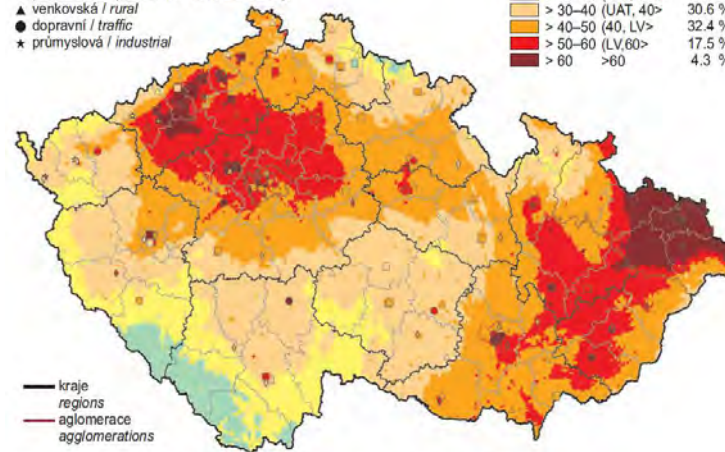 ▲ venkovská / rural
● dopravní / traffic
★ průmyslová / industrial
> 30–40 (UAT, 40> 30.6 %
> 40–50 (40, LV> 32.4 %
> 50–60 (LV,60> 17.5 %
> 60 >60 4.3 %
kraje
regions
aglomerace
agglomerations